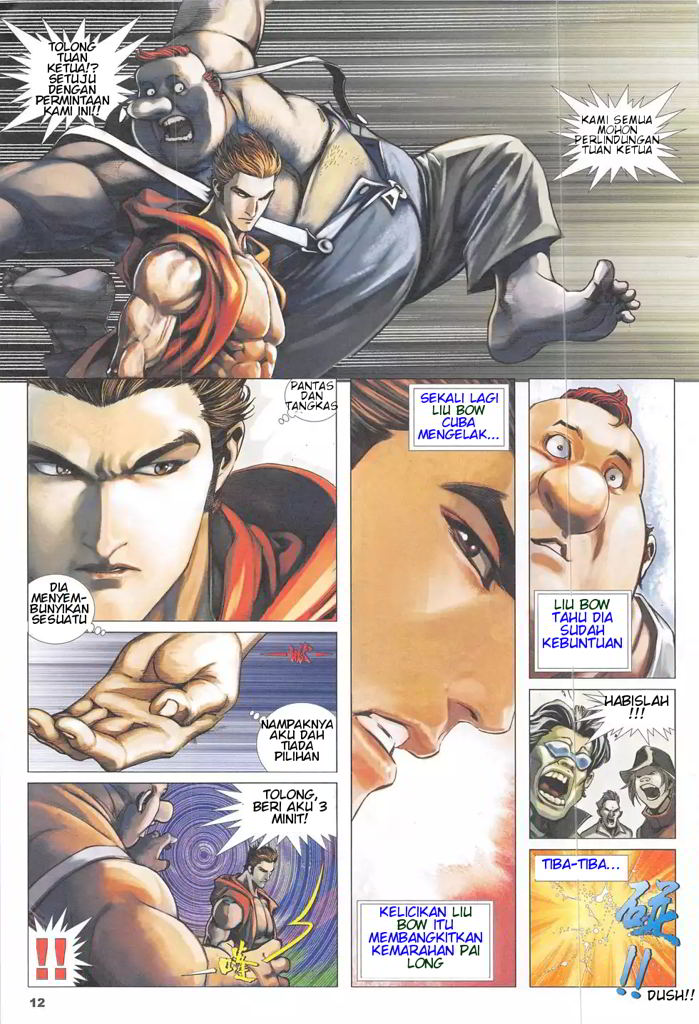 TOLONG
TUAN
KETUA!?
SETUJU
DENGAN
PERMINTAAN
KAMI INI!!
KAMI SEMUA
MOHON
PERLINDUNGAN
TUAN KETUA
PANTAS
DAN
TANGKAS
DIA
MENYEM-
BUNYIKAN
SESUATU
NAMPAKNYA
AKU DAH
TIADA
PILIHAN
TOLONG,
BERI AKU 3
MINIT!
!!
SEKALI LAGI
LIU BOW
CUBA
MENGELAK...
KELICIKAN LIU
BOW ITU
MEMBANGKITKAN
KEMARAHAN PAI
LONG
LIU BOW
TAHU DIA
SUDAH
KEBUNTUAN
HABISLAH
!!!
TIBA-TIBA...
碰
!!
DUSH!!
12